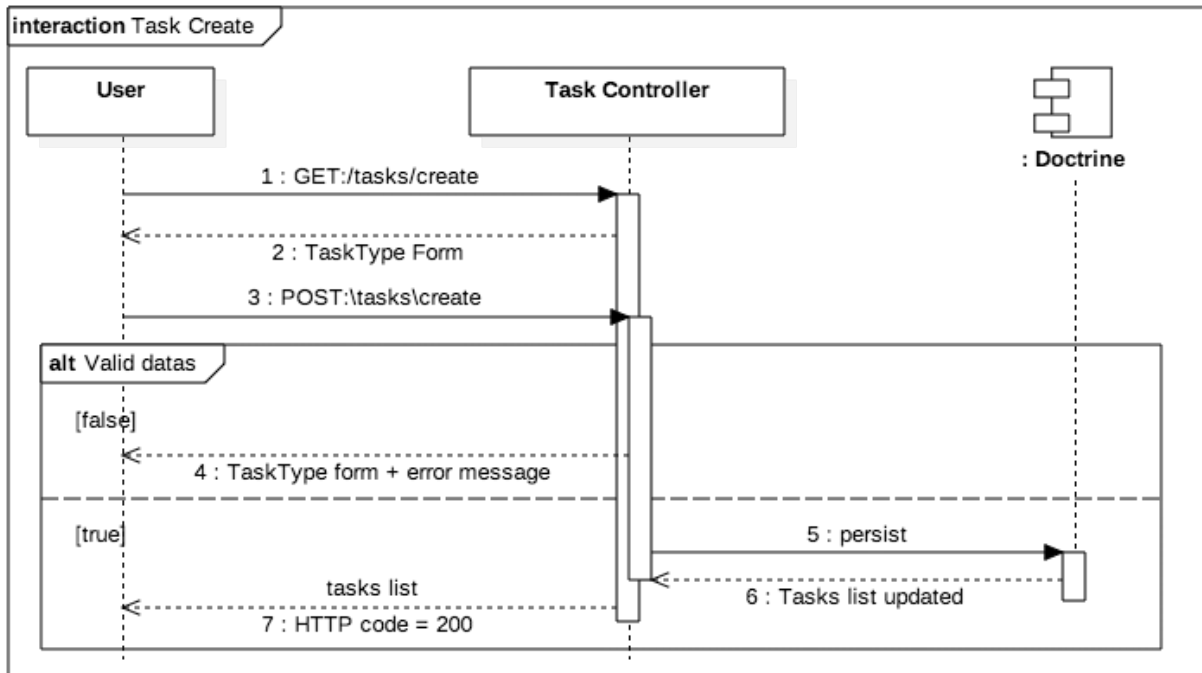 interaction Task Create
User
Task Controller
: Doctrine
1 : GET:/tasks/create
2 : TaskType Form
3 : POST:\tasks\create
alt Valid datas
[false]
4 : TaskType form + error message
[true]
5 : persist
6 : Tasks list updated
tasks list
7 : HTTP code = 200